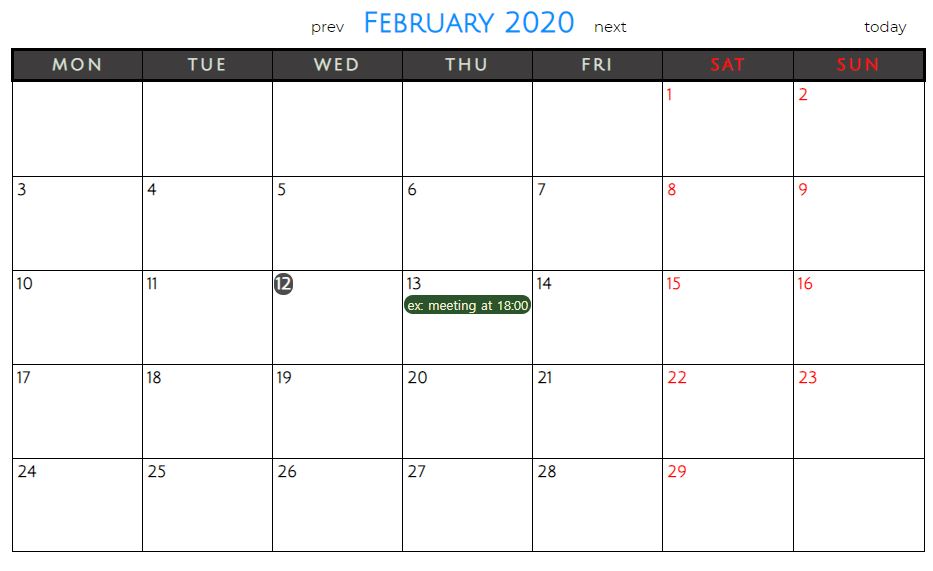 prev February 2020 next today
MON TUE WED THU FRI SAT SUN
1 2
3 4 5 6 7 8 9
10 11 12 13 14 15 16
ex: meeting at 18:00
17 18 19 20 21 22 23
24 25 26 27 28 29